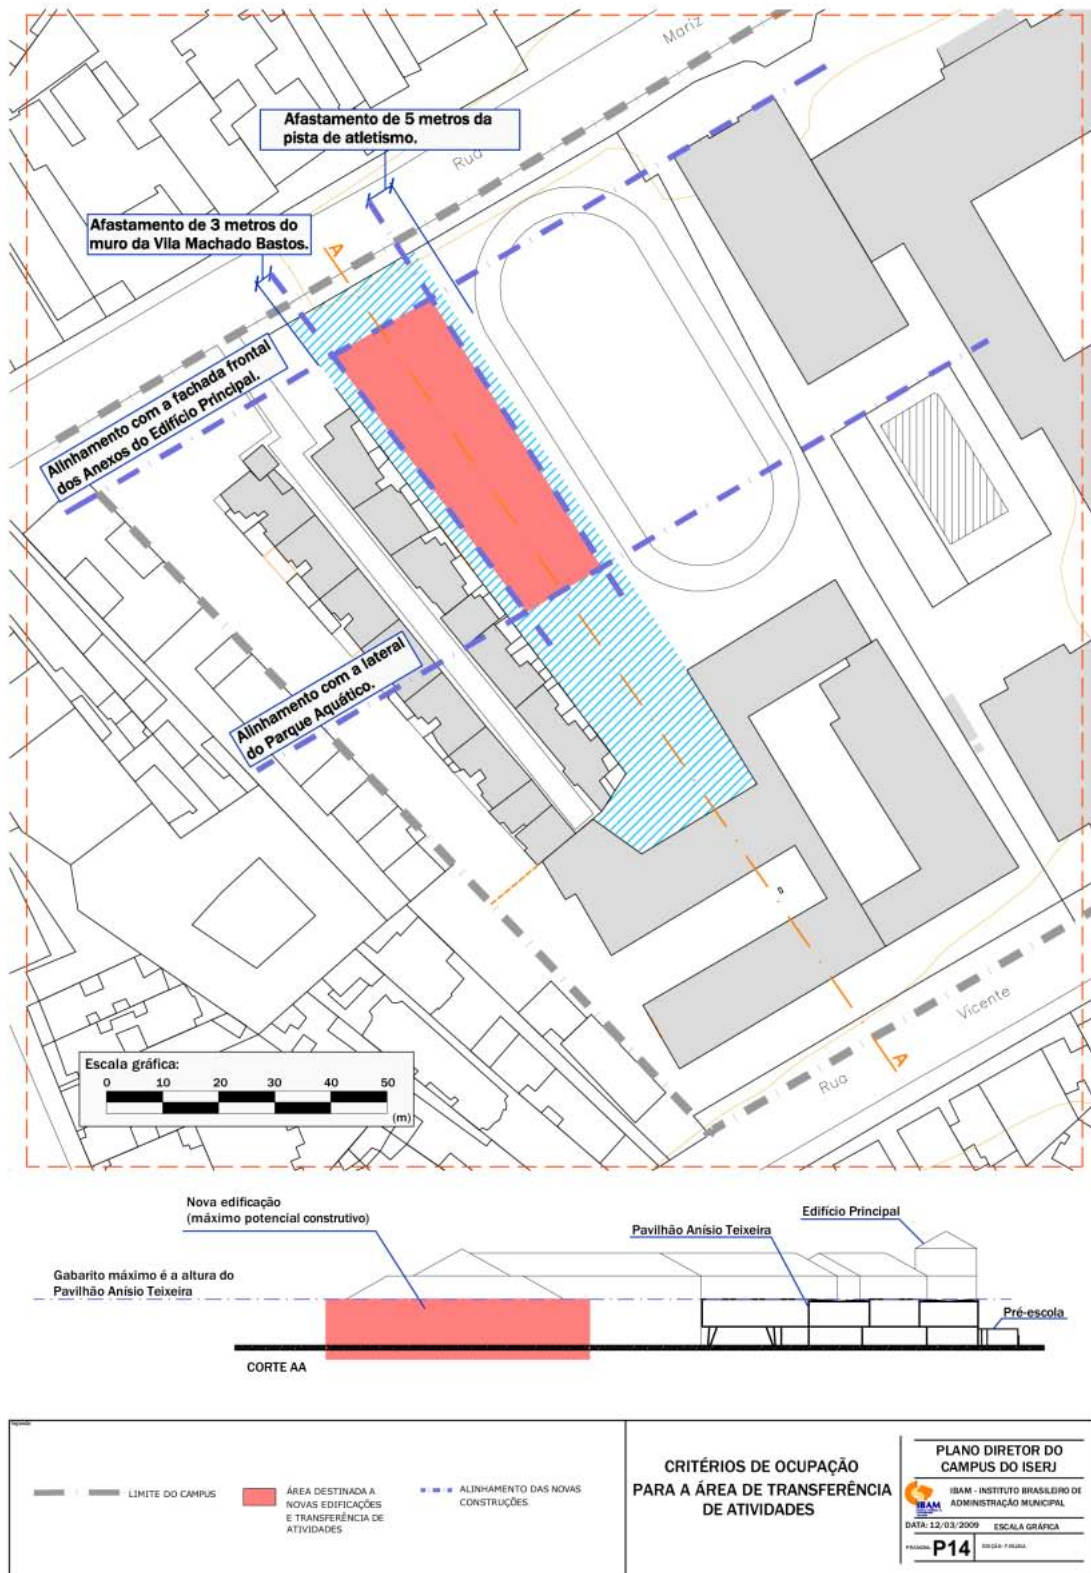 Mariz
Afastamento de 5 metros da
pista de atletismo.
Rua
Afastamento de 3 metros do
muro da Vila Machado Bastos.
A
Alinhamento com a fachada frontal
dos Anexos do Edifício Principal.
Alinhamento com a lateral
do Parque Aquático.
Vicente
Rua
A
Escala gráfica:
0 10 20 30 40 50
(m)
Nova edificação
(máximo potencial construtivo)
Edifício Principal
Pavilhão Anísio Teixeira
Gabarito máximo é a altura do
Pavilhão Anísio Teixeira
Pré-escola
CORTE AA
LIMITE DO CAMPUS
ÁREA DESTINADA A
NOVAS EDIFICAÇÕES
E TRANSFERÊNCIA DE
ATIVIDADES
ALINHAMENTO DAS NOVAS
CONSTRUÇÕES
CRITÉRIOS DE OCUPAÇÃO
PARA A ÁREA DE TRANSFERÊNCIA
DE ATIVIDADES
PLANO DIRETOR DO
CAMPUS DO ISERJ
IBAM
IBAM - INSTITUTO BRASILEIRO DE
ADMINISTRAÇÃO MUNICIPAL
DATA: 12/03/2009 ESCALA GRÁFICA
PRANCHA: P14